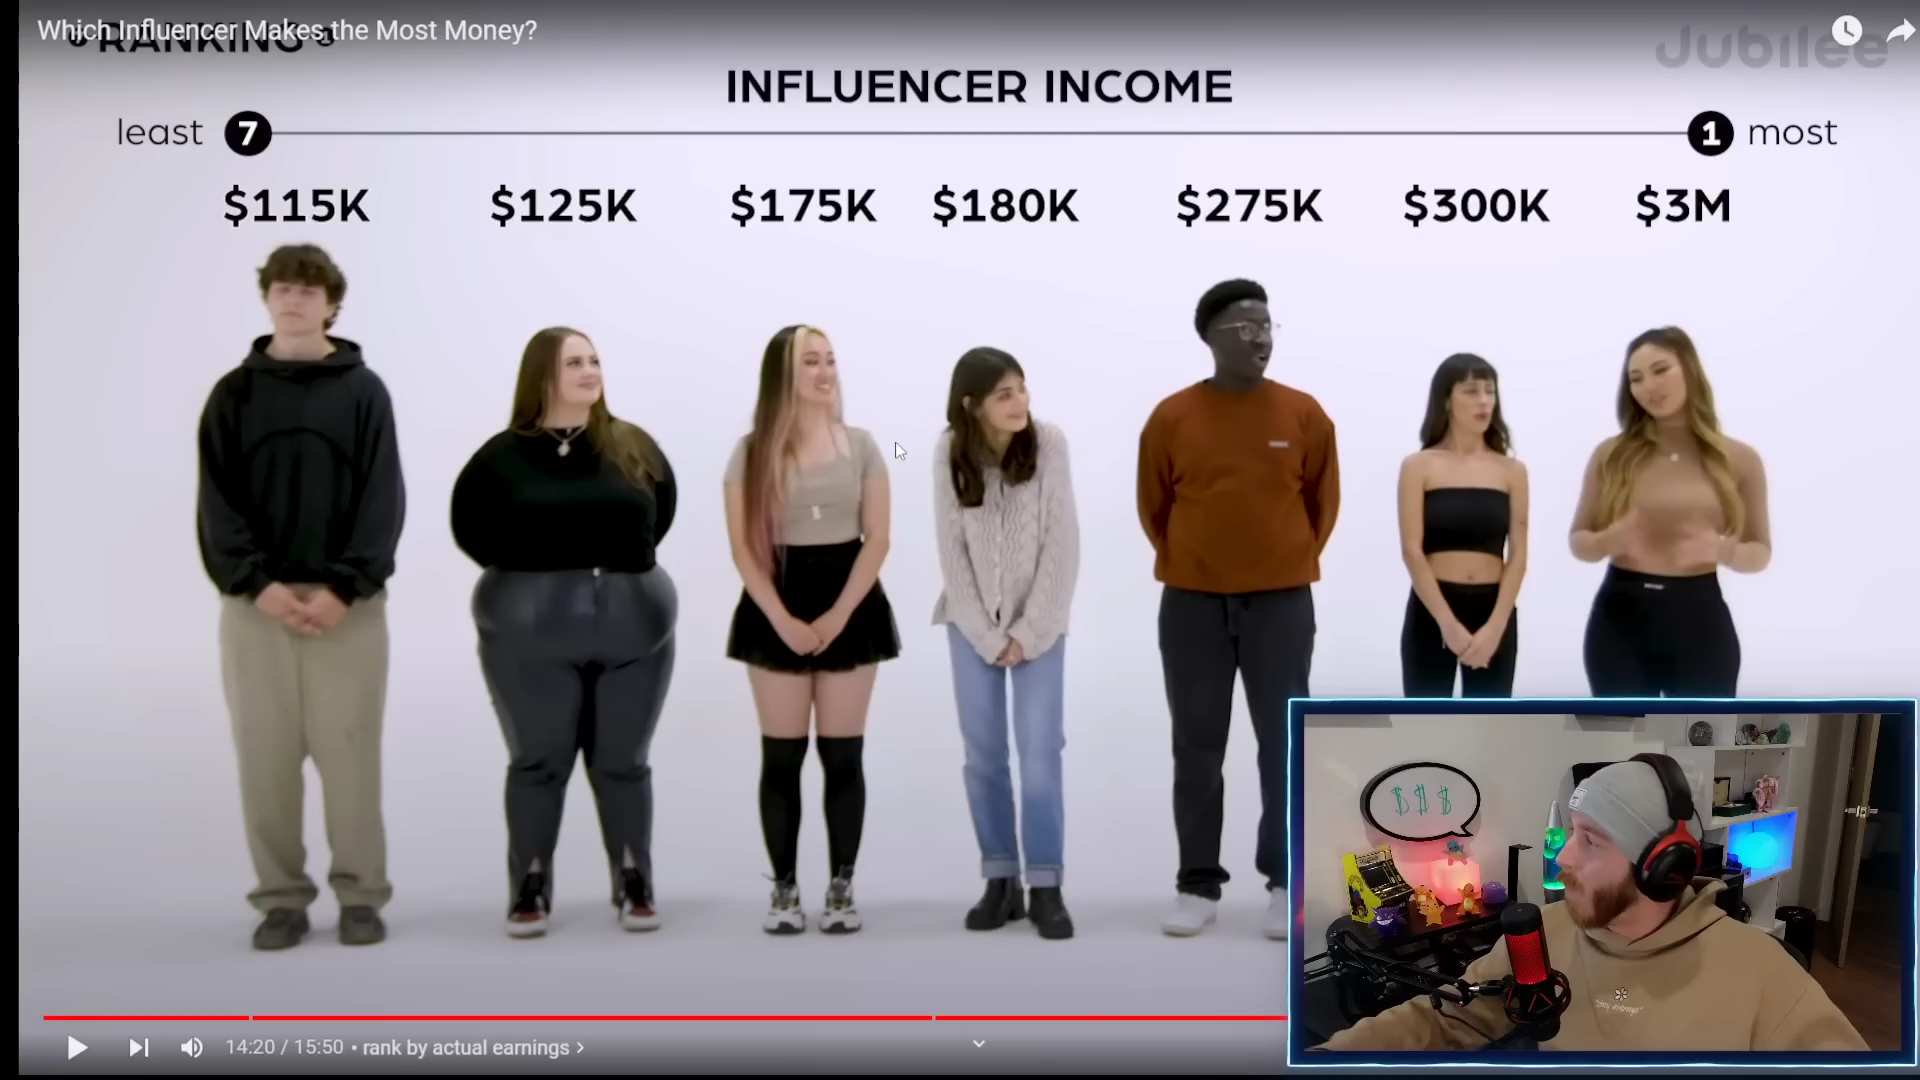 Which Influencer Makes the Most Money?
RANKING
Jubilee
INFLUENCER INCOME
least 7 1 most
$115K $125K $175K $180K $275K $300K $3M
$ $ $
14:20 / 15:50 • rank by actual earnings >